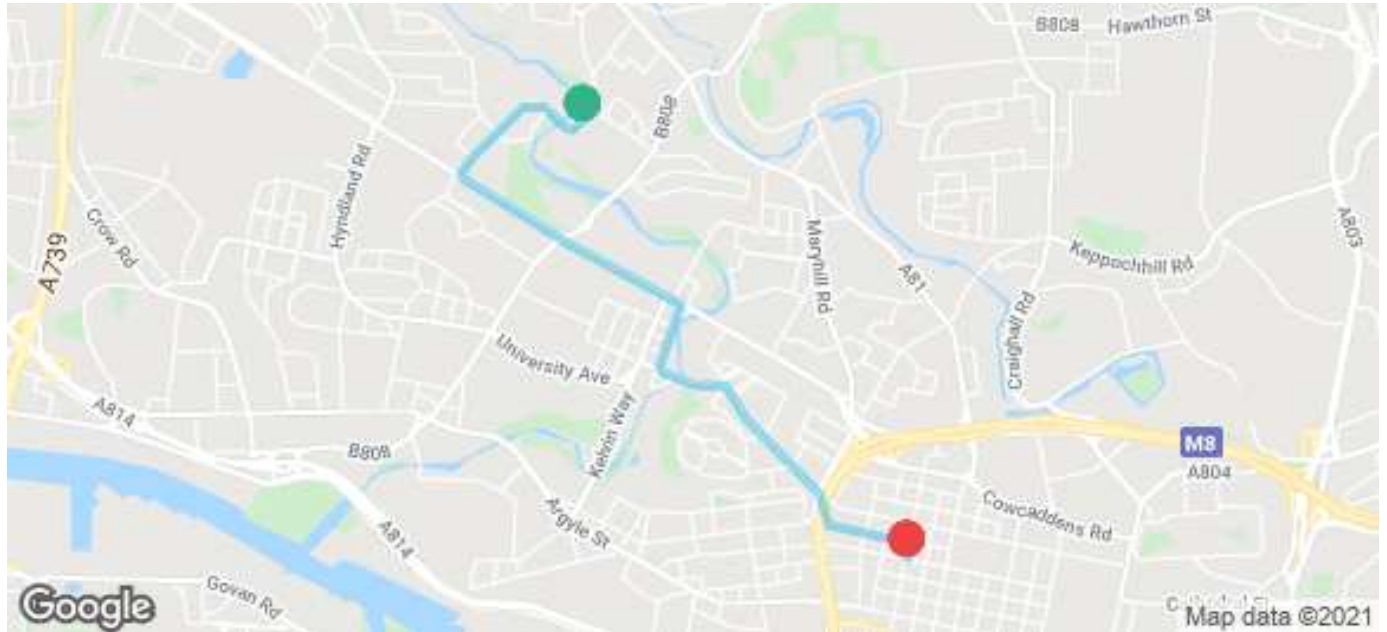 B808
Hawthorn St
B808
A803
Hyndland Rd
Crow Rd
A739
Maryhill Rd
A81
Keppochhill Rd
Craighall Rd
University Ave
Kelvin Way
A814
B808
M8
A804
Argyle St
Cowcaddens Rd
A814
Govan Rd
Google
Map data ©2021